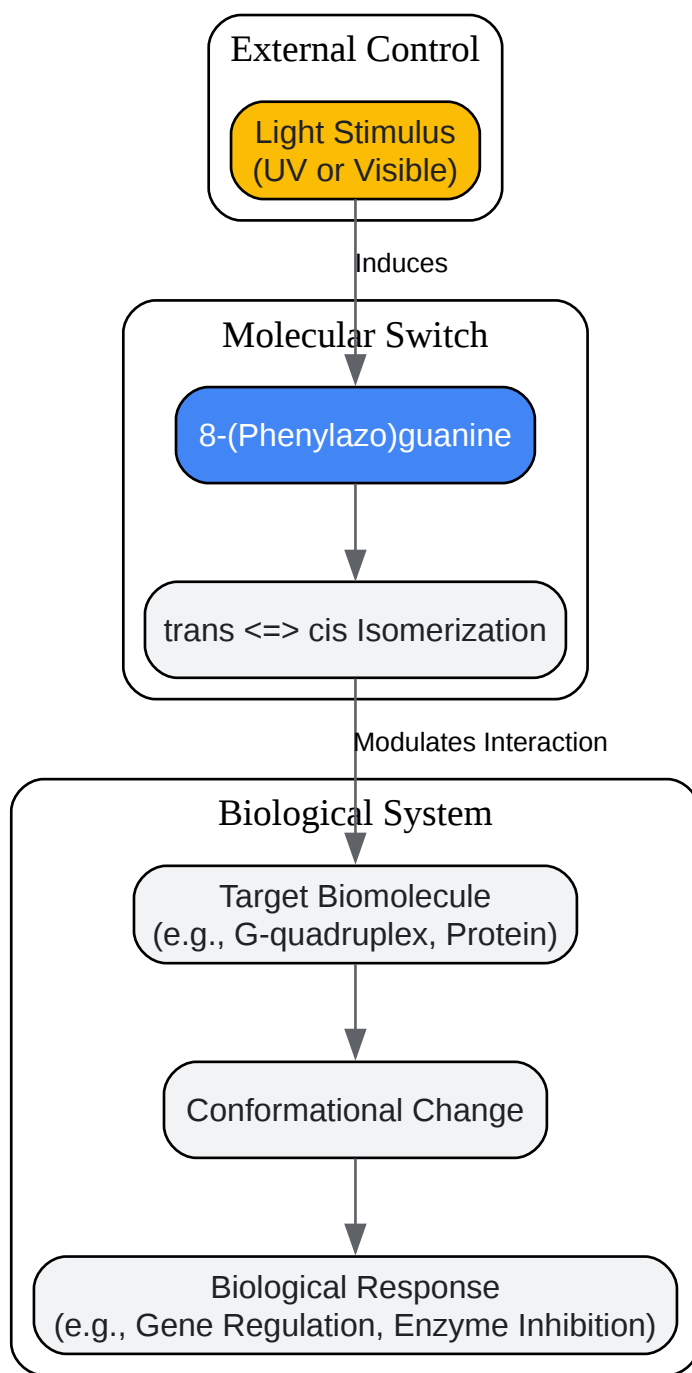 External Control
Light Stimulus
(UV or Visible)
Induces
Molecular Switch
8-(Phenylazo)guanine
trans <=> cis Isomerization
Modulates Interaction
Biological System
Target Biomolecule
(e.g., G-quadruplex, Protein)
Conformational Change
Biological Response
(e.g., Gene Regulation, Enzyme Inhibition)